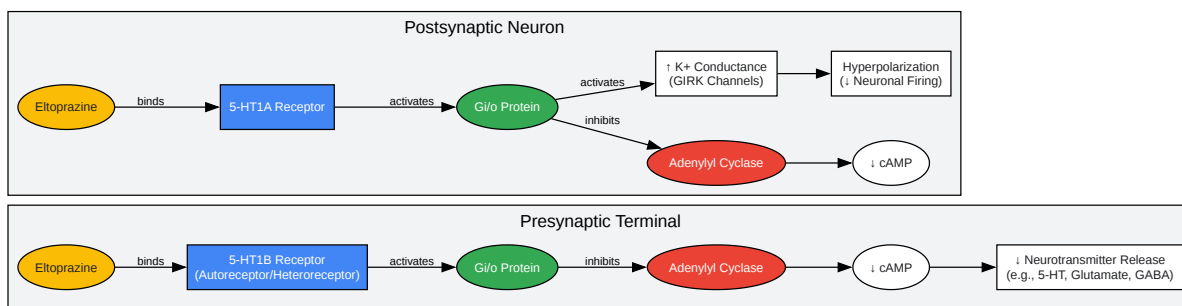 Postsynaptic Neuron
Eltoprazine
binds
5-HT1A Receptor
activates
Gi/o Protein
activates
↑ K+ Conductance
(GIRK Channels)
Hyperpolarization
(↓ Neuronal Firing)
inhibits
Adenylyl Cyclase
↓ cAMP
Presynaptic Terminal
Eltoprazine
binds
5-HT1B Receptor
(Autoreceptor/Heteroreceptor)
activates
Gi/o Protein
inhibits
Adenylyl Cyclase
↓ cAMP
↓ Neurotransmitter Release
(e.g., 5-HT, Glutamate, GABA)